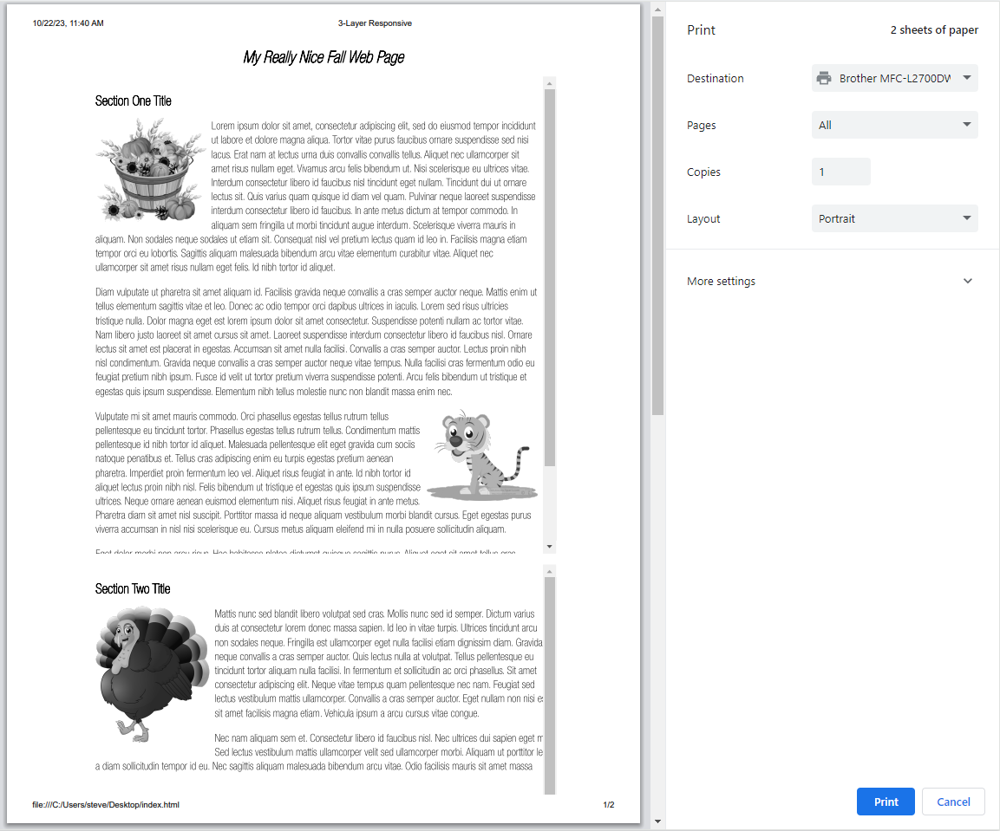 10/22/23, 11:40 AM
3-Layer Responsive
My Really Nice Fall Web Page
Section One Title
Lorem ipsum dolor sit amet, consectetur adipiscing elit, sed do eiusmod tempor incididunt
ut labore et dolore magna aliqua. Tortor vitae purus faucibus ornare suspendisse sed nisi
lacus. Erat nam at lectus urna duis convallis convallis tellus. Aliquet nec ullamcorper sit
amet risus nullam eget. Vivamus arcu felis bibendum ut. Nisi scelerisque eu ultrices vitae.
Interdum consectetur libero id faucibus nisl tincidunt eget nullam. Tincidunt dui ut ornare
lectus sit. Quis varius quam quisque id diam vel quam. Pulvinar neque laoreet suspendisse
interdum consectetur libero id faucibus. In ante metus dictum at tempor commodo. In
aliquam sem fringilla ut morbi tincidunt augue interdum. Scelerisque viverra mauris in
aliquam. Non sodales neque sodales ut etiam sit. Consequat nisl vel pretium lectus quam id leo in. Facilisis magna etiam
tempor orci eu lobortis. Sagittis aliquam malesuada bibendum arcu vitae elementum curabitur vitae. Aliquet nec
ullamcorper sit amet risus nullam eget felis. Id nibh tortor id aliquet.
Diam vulputate ut pharetra sit amet aliquam id. Facilisis gravida neque convallis a cras semper auctor neque. Mattis enim ut
tellus elementum sagittis vitae et leo. Donec ac odio tempor orci dapibus ultrices in iaculis. Lorem sed risus ultricies
tristique nulla. Dolor magna eget est lorem ipsum dolor sit amet consectetur. Suspendisse potenti nullam ac tortor vitae.
Nam libero justo laoreet sit amet cursus sit amet. Laoreet suspendisse interdum consectetur libero id faucibus nisl. Ornare
lectus sit amet est placerat in egestas. Accumsan sit amet nulla facilisi. Convallis a cras semper auctor. Lectus proin nibh
nisl condimentum. Gravida neque convallis a cras semper auctor neque vitae tempus. Nulla facilisi cras fermentum odio eu
feugiat pretium nibh ipsum. Fusce id velit ut tortor pretium viverra suspendisse potenti. Arcu felis bibendum ut tristique et
egestas quis ipsum suspendisse. Elementum nibh tellus molestie nunc non blandit massa enim nec.
Vulputate mi sit amet mauris commodo. Orci phasellus egestas tellus rutrum tellus
pellentesque eu tincidunt tortor. Phasellus egestas tellus rutrum tellus. Condimentum mattis
pellentesque id nibh tortor id aliquet. Malesuada pellentesque elit eget gravida cum sociis
natoque penatibus et. Tellus cras adipiscing enim eu turpis egestas pretium aenean
pharetra. Imperdiet proin fermentum leo vel. Aliquet risus feugiat in ante. Id nibh tortor id
aliquet lectus proin nibh nisl. Felis bibendum ut tristique et egestas quis ipsum suspendisse
ultrices. Neque ornare aenean euismod elementum nisi. Aliquet risus feugiat in ante metus.
Pharetra diam sit amet nisl suscipit. Porttitor massa id neque aliquam vestibulum morbi blandit cursus. Eget egestas purus
viverra accumsan in nisl nisi scelerisque eu. Cursus metus aliquam eleifend mi in nulla posuere sollicitudin aliquam.
Eget dolor morbi non arcu risus. Hac habitasse platea dictumst quisque sagittis purus. Aliquet eget sit amet tellus cras
Section Two Title
Mattis nunc sed blandit libero volutpat sed cras. Mollis nunc sed id semper. Dictum varius
duis at consectetur lorem donec massa sapien. Id leo in vitae turpis. Ultrices tincidunt arcu
non sodales neque. Fringilla est ullamcorper eget nulla facilisi etiam dignissim diam. Gravida
neque convallis a cras semper auctor. Quis lectus nulla at volutpat. Tellus pellentesque eu
tincidunt tortor aliquam nulla facilisi. In fermentum et sollicitudin ac orci phasellus. Sit amet
consectetur adipiscing elit. Neque vitae tempus quam pellentesque nec nam. Feugiat sed
lectus vestibulum mattis ullamcorper. Convallis a cras semper auctor. Eget nullam non nisi
sit amet facilisis magna etiam. Vehicula ipsum a arcu cursus vitae congue.
Nec nam aliquam sem et. Consectetur libero id faucibus nisl. Nec ultrices dui sapien eget
Sed lectus vestibulum mattis ullamcorper velit sed ullamcorper morbi. Aliquam ut porttitor le
a diam sollicitudin tempor id eu. Nec sagittis aliquam malesuada bibendum arcu vitae. Odio facilisis mauris sit amet massa
file:///C:/Users/steve/Desktop/index.html
1/2
Print
2 sheets of paper
Destination
Brother MFC-L2700DW
Pages
All
Copies
1
Layout
Portrait
More settings
Print
Cancel